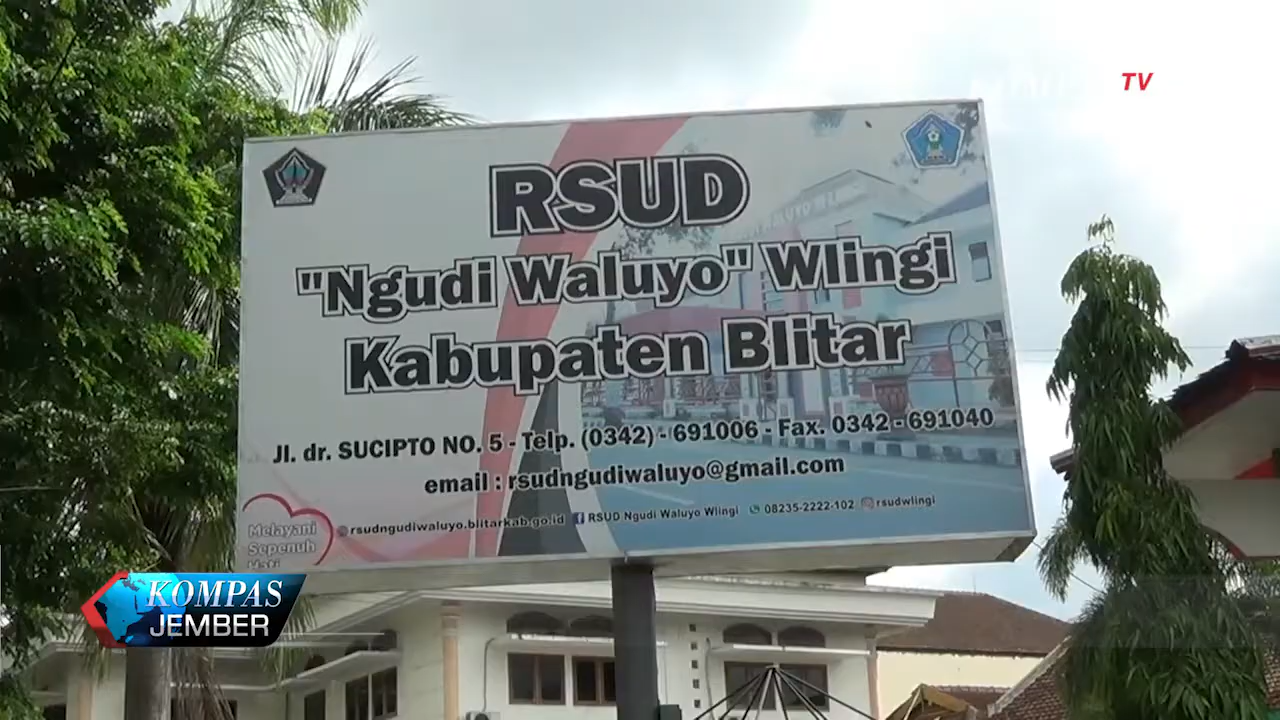 TV
RSUD
"Ngudi Waluyo" Wlingi
Kabupaten Blitar
Jl. dr. SUCIPTO NO. 5 - Telp. (0342) - 691006 - Fax. 0342 - 691040
email : rsudngudiwaluyo@gmail.com
Melayani
Sepenuh
Hati
rsudngudiwaluyo.blitarkab.go.id RSUD Ngudi Waluyo Wlingi 08235-2222-102 rsudwlingi
KOMPAS
JEMBER